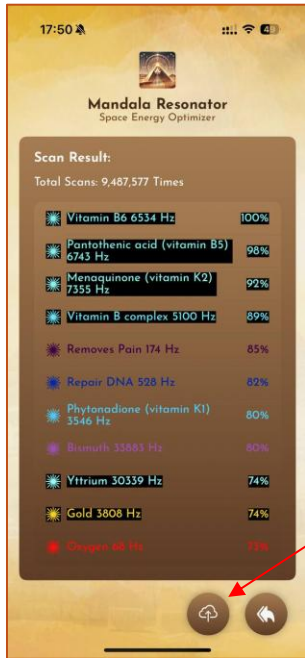 17:50
Mandala Resonator
Space Energy Optimizer
Scan Result:
Total Scans: 9,487,577 Times
Vitamin B6 6534 Hz 100%
Pantothenic acid (vitamin B5) 98%
6743 Hz
Menaquinone (vitamin K2) 92%
7355 Hz
Vitamin B complex 5100 Hz 89%
Removes Pain 174 Hz 85%
Repair DNA 528 Hz 82%
Phytonadione (vitamin K1) 80%
3546 Hz
Bismuth 35883 Hz 80%
Yttrium 30339 Hz 74%
Gold 3808 Hz 74%
Oxygen 68 Hz